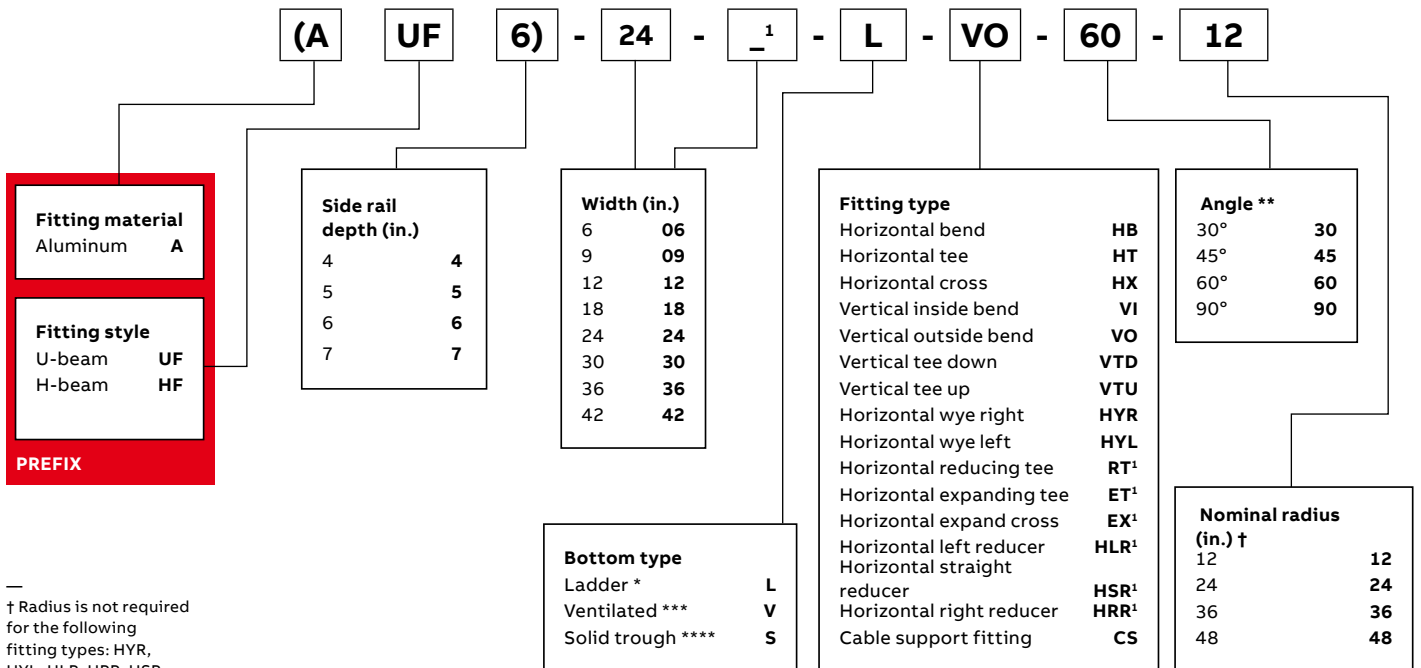 (A UF 6) - 24 - _¹ - L - VO - 60 - 12
Fitting material
Aluminum A
Fitting style
U-beam UF
H-beam HF
PREFIX
Side rail
depth (in.)
4 4
5 5
6 6
7 7
Width (in.)
6 06
9 09
12 12
18 18
24 24
30 30
36 36
42 42
Fitting type
Horizontal bend HB
Horizontal tee HT
Horizontal cross HX
Vertical inside bend VI
Vertical outside bend VO
Vertical tee down VTD
Vertical tee up VTU
Horizontal wye right HYR
Horizontal wye left HYL
Horizontal reducing tee RT¹
Horizontal expanding tee ET¹
Horizontal expand cross EX¹
Horizontal left reducer HLR¹
Horizontal straight
reducer HSR¹
Horizontal right reducer HRR¹
Cable support fitting CS
Angle **
30° 30
45° 45
60° 60
90° 90
Bottom type
Ladder * L
Ventilated *** V
Solid trough **** S
Nominal radius
(in.) †
12 12
24 24
36 36
48 48
—
† Radius is not required
for the following
fitting types: HYR,
HYL, HLR, HRR, HSR